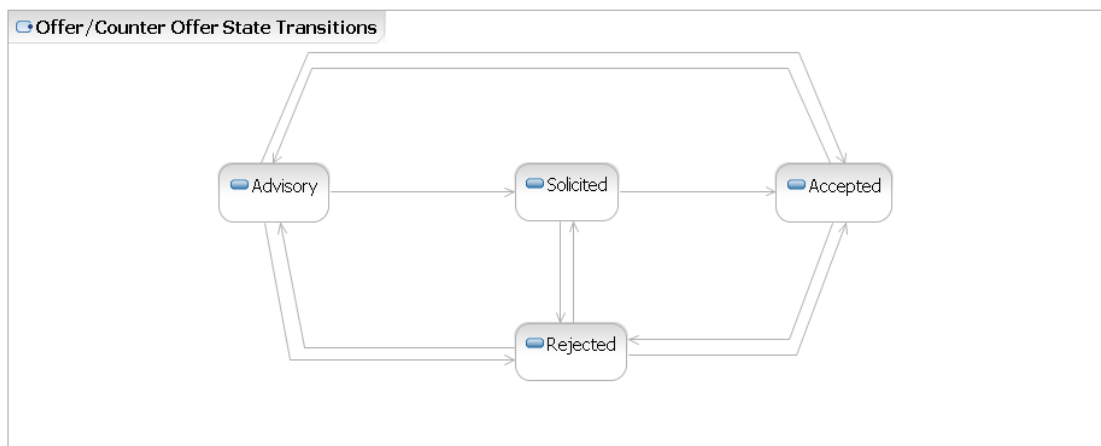 Offer/Counter Offer State Transitions
Advisory
Solicited
Accepted
Rejected